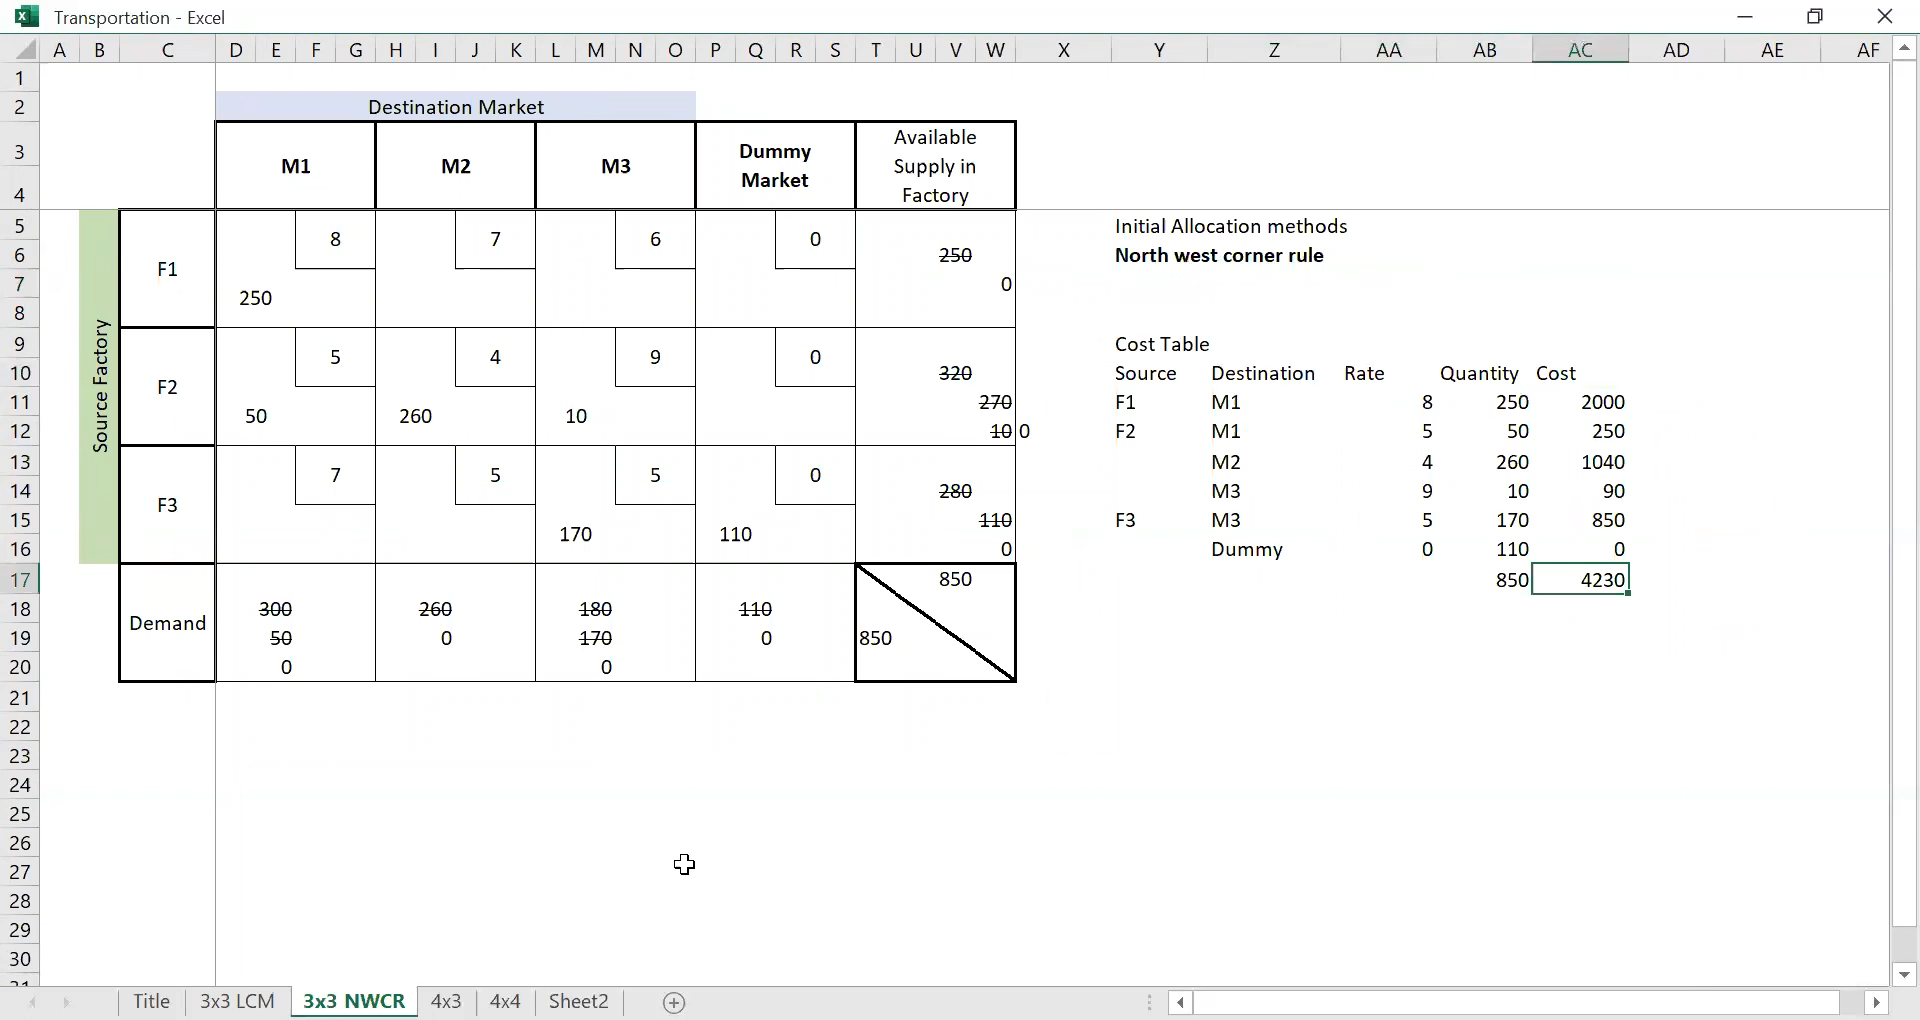 Transportation - Excel
A B C D E F G H I J K L M N O P Q R S T U V W X Y Z AA AB AC AD AE AF
1
2 Destination Market
3 M1 M2 M3 Dummy Market Available Supply in Factory
4
5 8 7 6 0 Initial Allocation methods
6 F1 250 North west corner rule
7 250 0
8
9 5 4 9 0 Cost Table
10 Source Factory F2 320 Source Destination Rate Quantity Cost
11 50 260 10 270 F1 M1 8 250 2000
12 10 0 F2 M1 5 50 250
13 7 5 5 0 M2 4 260 1040
14 F3 280 M3 9 10 90
15 170 110 110 F3 M3 5 170 850
16 0 Dummy 0 110 0
17 850 850 4230
18 Demand 300 260 180 110
19 50 0 170 0 850
20 0 0
21
22
23
24
25
26
27
28
29
30
Title 3x3 LCM 3x3 NWCR 4x3 4x4 Sheet2